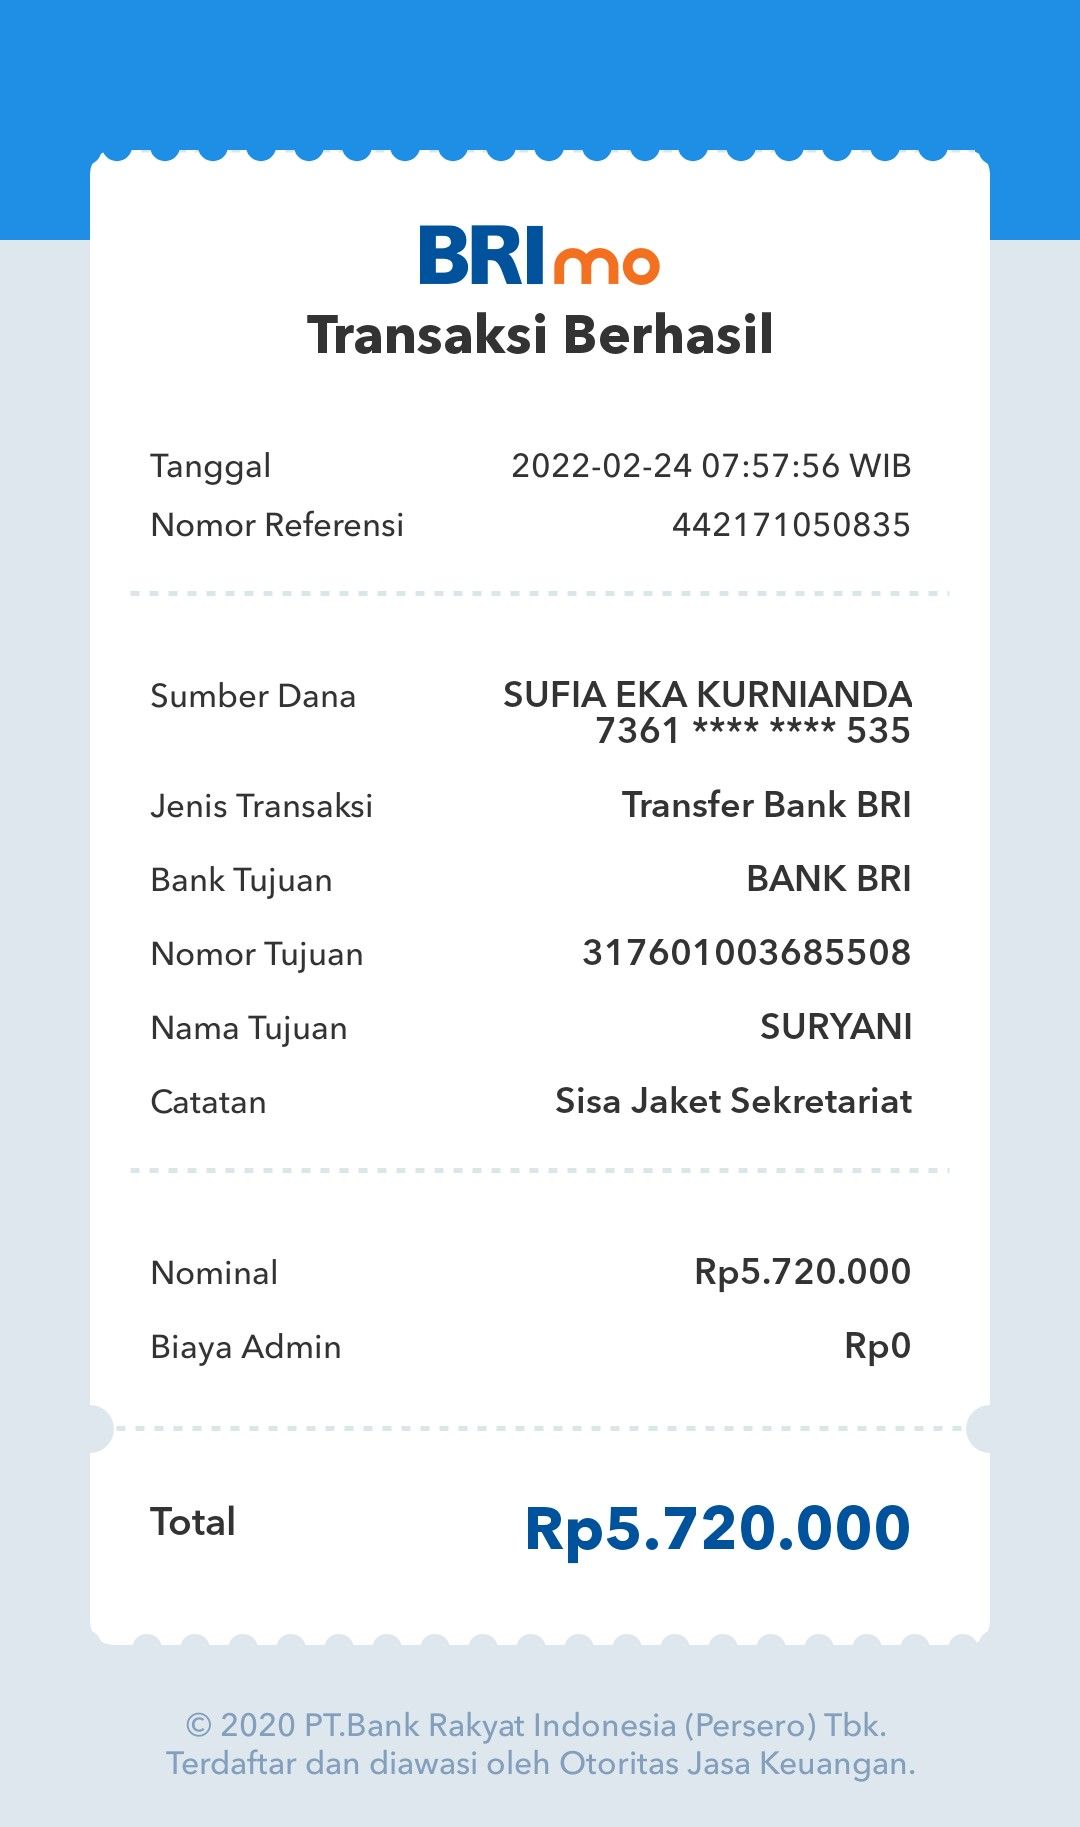 BRImo
Transaksi Berhasil
Tanggal 2022-02-24 07:57:56 WIB
Nomor Referensi 442171050835
Sumber Dana SUFIA EKA KURNIANDA
7361 **** **** 535
Jenis Transaksi Transfer Bank BRI
Bank Tujuan BANK BRI
Nomor Tujuan 317601003685508
Nama Tujuan SURYANI
Catatan Sisa Jaket Sekretariat
Nominal Rp5.720.000
Biaya Admin Rp0
Total Rp5.720.000
© 2020 PT.Bank Rakyat Indonesia (Persero) Tbk.
Terdaftar dan diawasi oleh Otoritas Jasa Keuangan.